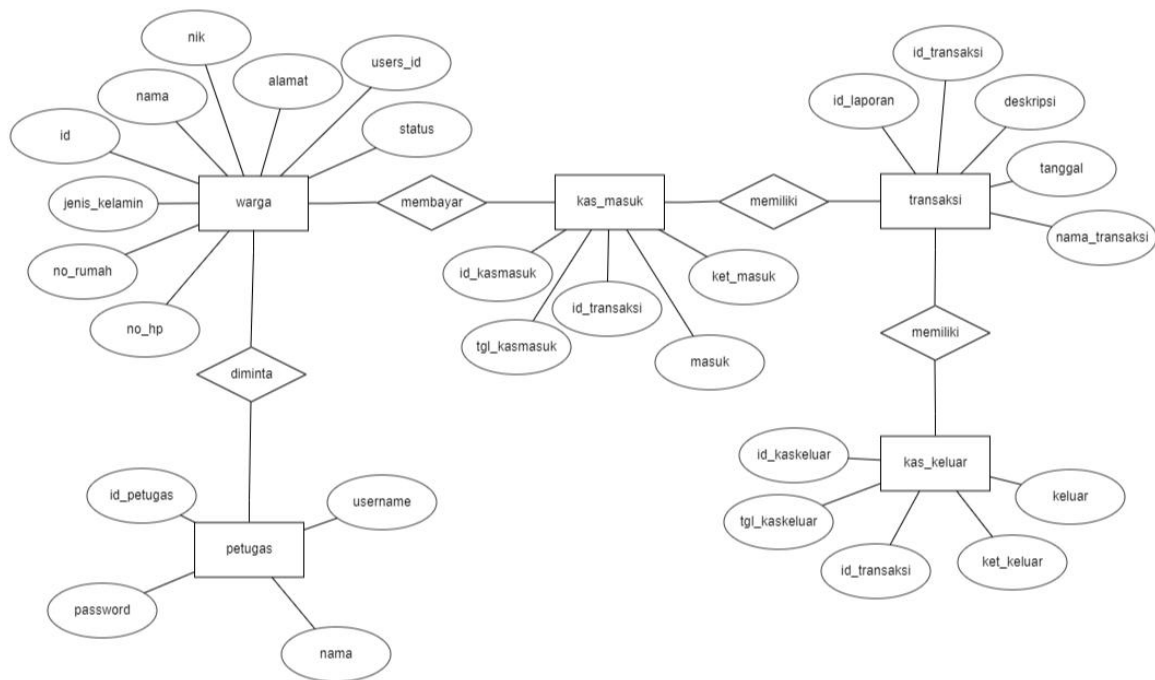 nik
nama
alamat
users_id
id
status
jenis_kelamin
warga
no_rumah
no_hp
membayar
kas_masuk
id_kasmasuk
ket_masuk
id_transaksi
tgl_kasmasuk
masuk
memiliki
id_transaksi
id_laporan
deskripsi
tanggal
transaksi
nama_transaksi
memiliki
diminta
id_petugas
username
petugas
password
nama
id_kaskeluar
kas_keluar
keluar
tgl_kaskeluar
id_transaksi
ket_keluar